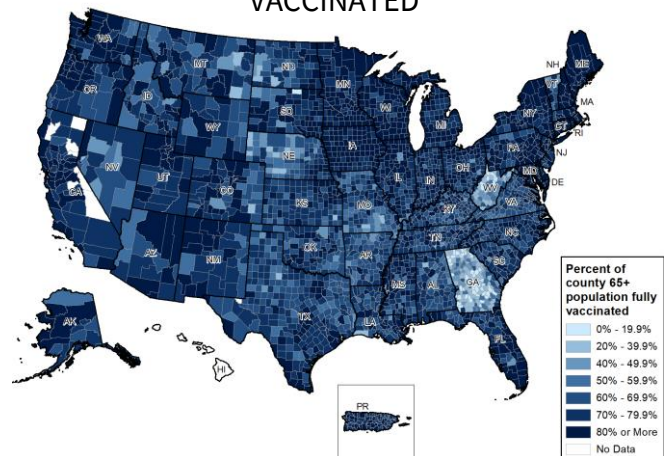 VACCINATED
WA
MT
ND
MN
OR
ID
SD
WI
MI
NH
VT
ME
NY
MA
CT
RI
WY
NE
IA
PA
NJ
NV
UT
CO
IL
IN
OH
MD
DE
CA
KS
MO
WV
VA
KY
AZ
NM
OK
AR
TN
NC
SC
MS
AL
GA
TX
LA
FL
AK
HI
PR
Percent of
county 65+
population fully
vaccinated
0% - 19.9%
20% - 39.9%
40% - 49.9%
50% - 59.9%
60% - 69.9%
70% - 79.9%
80% or More
No Data